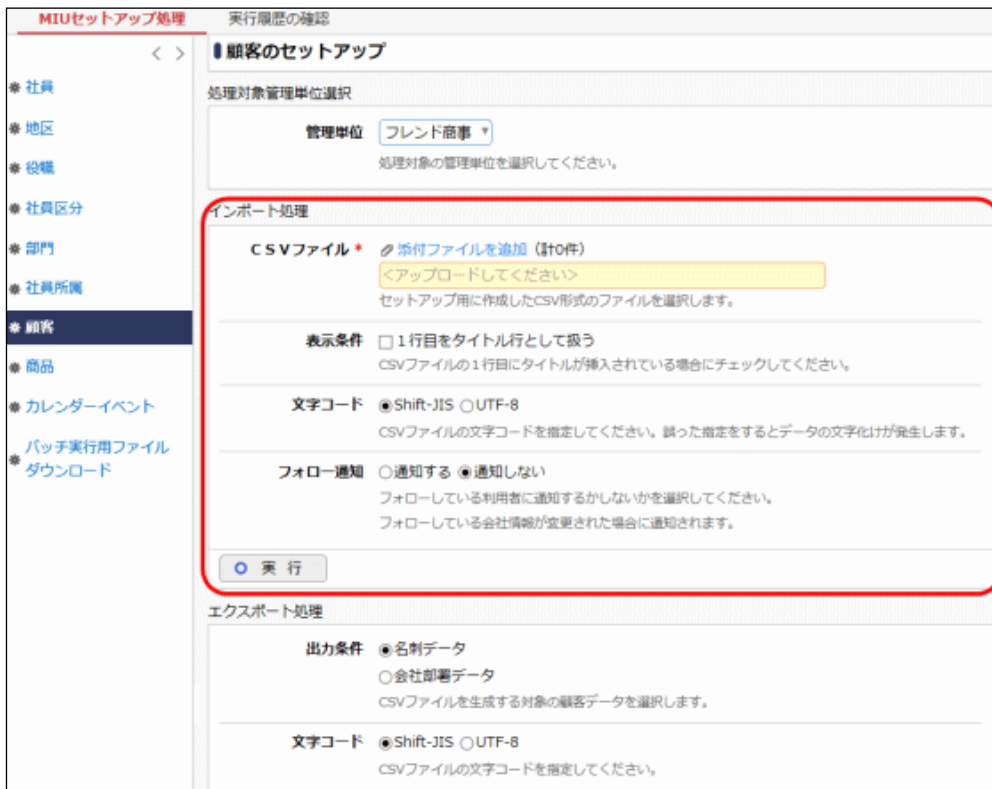 MIUセットアップ処理 実行履歴の確認
< >
顧客のセットアップ
社員
地区
役職
社員区分
部門
社員所属
顧客
商品
カレンダーイベント
バッチ実行用ファイル
ダウンロード
処理対象管理単位選択
管理単位 フレンド商事
処理対象の管理単位を選択してください。
インポート処理
CSVファイル * 添付ファイルを追加 (計0件)
<アップロードしてください>
セットアップ用に作成したCSV形式のファイルを選択します。
表示条件 1行目をタイトル行として扱う
CSVファイルの1行目にタイトルが挿入されている場合にチェックしてください。
文字コード Shift-JIS UTF-8
CSVファイルの文字コードを指定してください。誤った指定をするとデータの文字化けが発生します。
フォロー通知 通知する 通知しない
フォローしている利用者に通知するかしないかを選択してください。
フォローしている会社情報が変更された場合に通知されます。
実 行
エクスポート処理
出力条件 名刺データ
会社部署データ
CSVファイルを生成する対象の顧客データを選択します。
文字コード Shift-JIS UTF-8
CSVファイルの文字コードを指定してください。